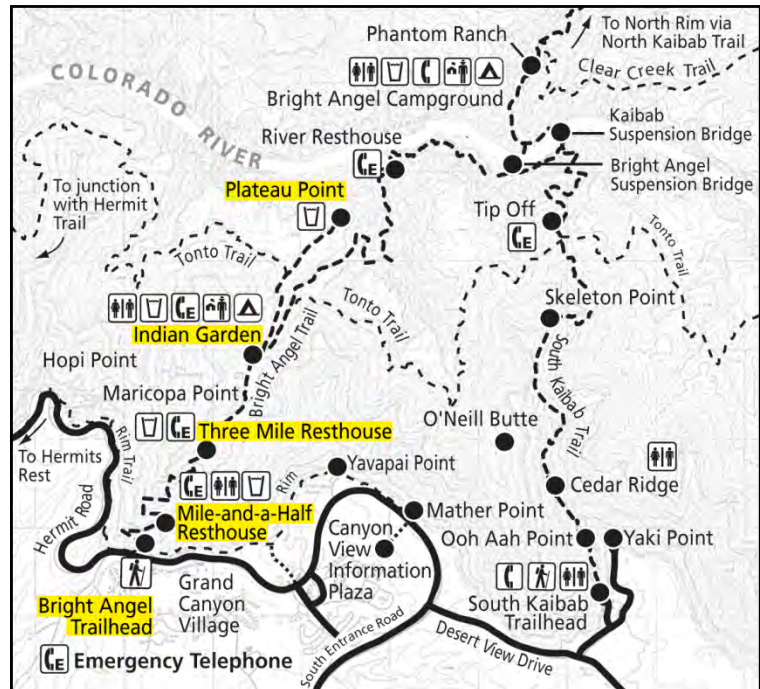 To North Rim via
North Kaibab Trail
Phantom Ranch
Clear Creek Trail
Bright Angel Campground
COLORADO RIVER
River Resthouse
E
Kaibab
Suspension Bridge
Bright Angel
Suspension Bridge
To junction
with Hermit
Trail
Plateau Point
Tip Off
E
Tonto Trail
Tonto Trail
Tonto Trail
E
Indian Garden
Bright Angel Trail
Skeleton Point
South Kaibab Trail
Hopi Point
Maricopa Point
E
Three Mile Resthouse
O'Neill Butte
To Hermits
Rest
Rim Trail
Rim
Yavapai Point
Cedar Ridge
E
Mile-and-a-Half
Resthouse
Hermit Road
Mather Point
Canyon
View
Information
Plaza
Ooh Aah Point
Yaki Point
Bright Angel
Trailhead
Grand
Canyon
Village
South Kaibab
Trailhead
South Entrance Road
Desert View Drive
E Emergency Telephone